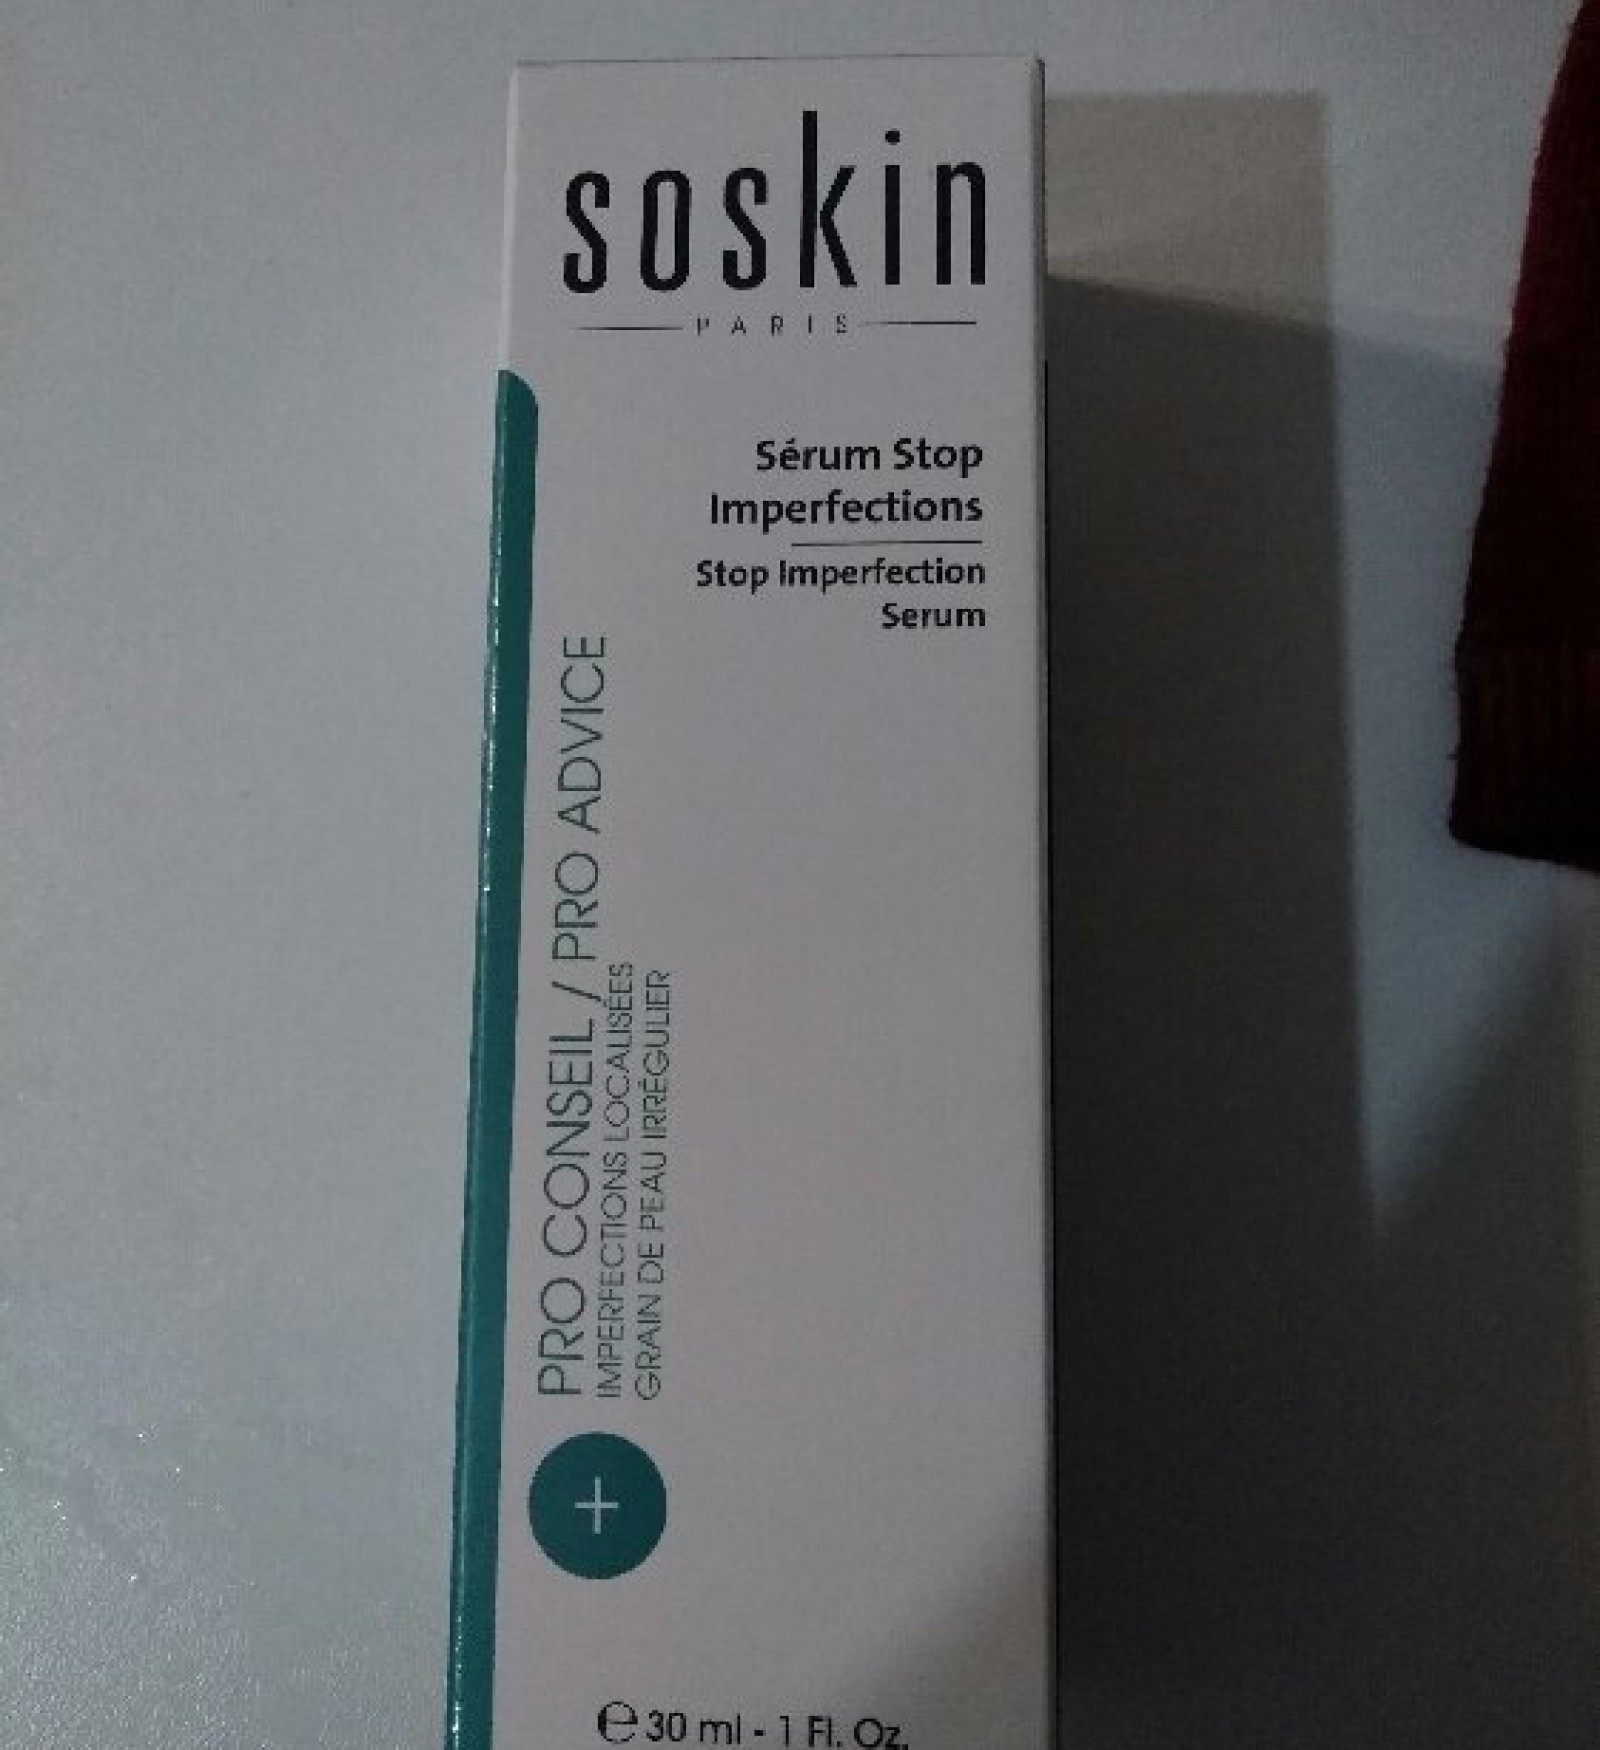 soskin
PARIS
Sérum Stop
Imperfections
Stop Imperfection
Serum
PRO CONSEIL / PRO ADVICE
IMPERFECTIONS LOCALISÉES
GRAIN DE PEAU IRRÉGULIER
+
℮ 30 ml - 1 Fl. Oz.